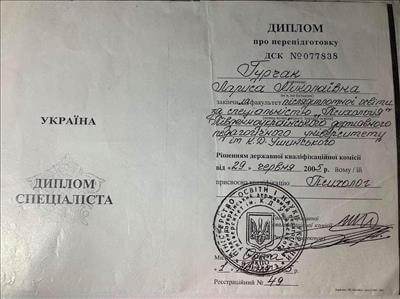 УКРАЇНА
ДИПЛОМ
СПЕЦІАЛІСТА
ДИПЛОМ
про перепідготовку
ДСК №077838
Гурчан
Лариса Миколаївна
закінчила факультет післядипломної освіти
за спеціальністю „Психологія"
Південноукраїнського державного
педагогічного університету
ім К.Д. Ушинського
Рішенням державної кваліфікаційної комісії
від «29» червня 2005 йому / їй
присвоєно кваліфікацію Психолог
Реєстраційний № 49